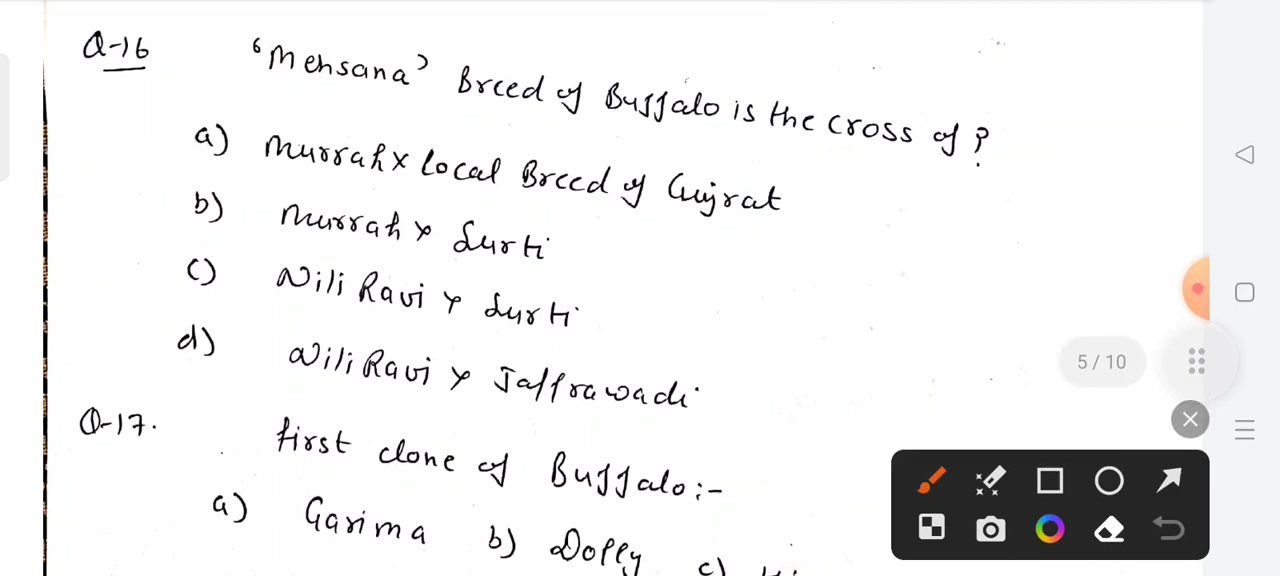 Q-16 'Mehsana' Breed of Buffalo is the cross of ?
a) Murrah x Local Breed of Gujrat
b) Murrah x Surti
c) Nili Ravi x Surti
d) Nili Ravi x Jaffrawadi
Q-17. first clone of Buffalo :-
a) Garima b) Dolly c)
5 / 10